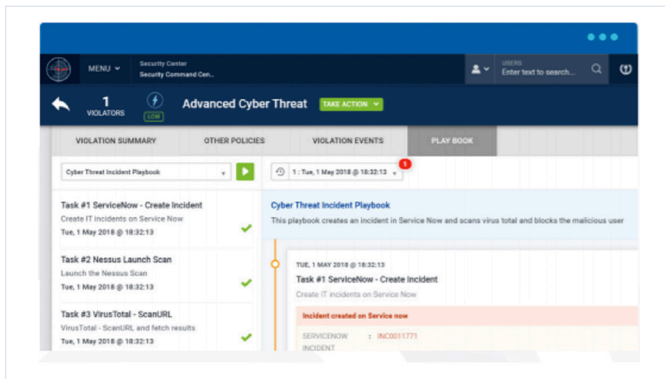 MENU
Security Center
Security Command Cen..
USERS
Enter text to search...
1
VIOLATORS
LOW
Advanced Cyber Threat
TAKE ACTION
VIOLATION SUMMARY
OTHER POLICIES
VIOLATION EVENTS
PLAY BOOK
Cyber Threat Incident Playbook
1 : Tue, 1 May 2018 @ 18:32:13
1
Task #1 ServiceNow - Create Incident
Create IT incidents on Service Now
Tue, 1 May 2018 @ 18:32:13
Task #2 Nessus Launch Scan
Launch the Nessus Scan
Tue, 1 May 2018 @ 18:32:13
Task #3 VirusTotal - ScanURL
VirusTotal - ScanURL and fetch results
Tue, 1 May 2018 @ 18:32:13
Cyber Threat Incident Playbook
This playbook creates an incident in Service Now and scans virus total and blocks the malicious user
TUE, 1 MAY 2018 @ 18:32:13
Task #1 ServiceNow - Create Incident
Create IT incidents on Service Now
Incident created on Service now
SERVICENOW : INC0011771
INCIDENT